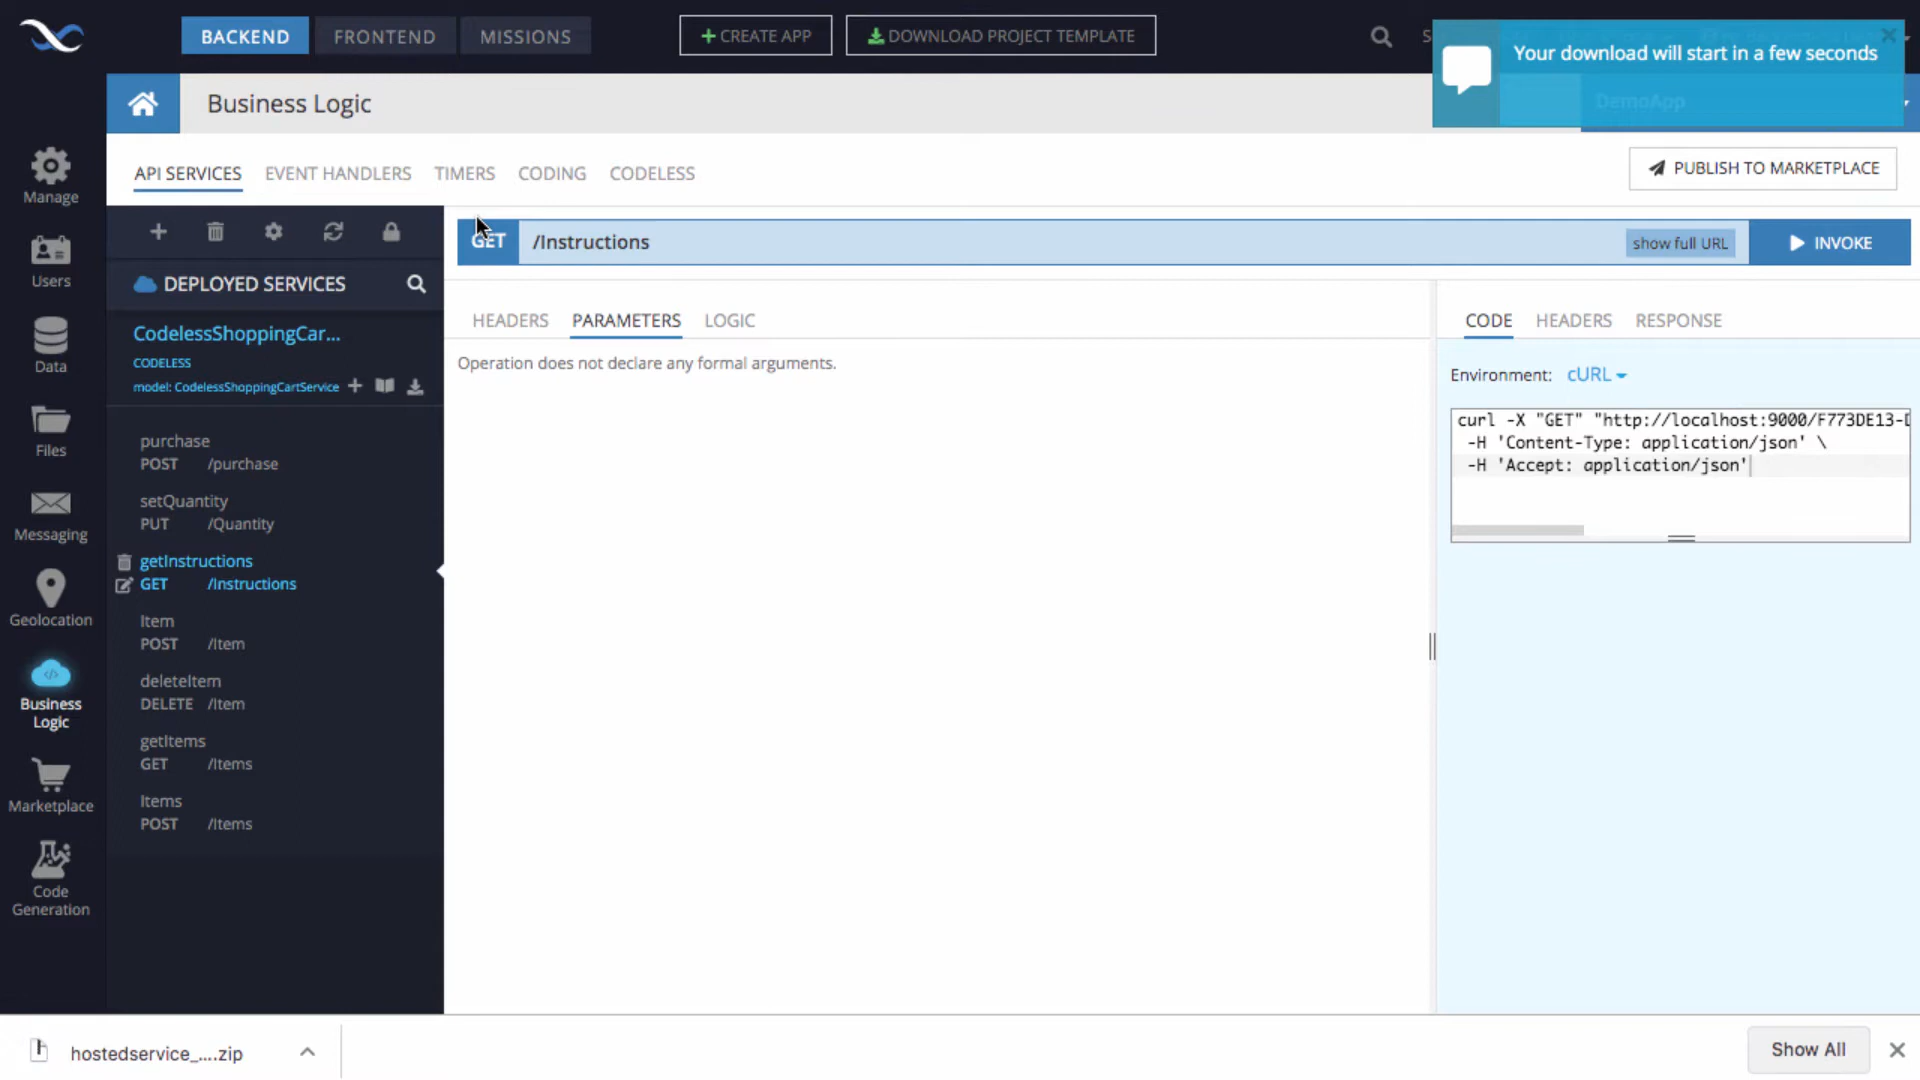 BACKEND FRONTEND MISSIONS CREATE APP DOWNLOAD PROJECT TEMPLATE
Your download will start in a few seconds
DemoApp
Business Logic
API SERVICES EVENT HANDLERS TIMERS CODING CODELESS
PUBLISH TO MARKETPLACE
Manage
Users
Data
Files
Messaging
Geolocation
Business
Logic
Marketplace
Code
Generation
DEPLOYED SERVICES
CodelessShoppingCar...
CODELESS
model: CodelessShoppingCartService
purchase
POST /purchase
setQuantity
PUT /Quantity
getInstructions
GET /Instructions
Item
POST /Item
deleteItem
DELETE /Item
getItems
GET /Items
Items
POST /Items
GET /Instructions show full URL INVOKE
HEADERS PARAMETERS LOGIC
Operation does not declare any formal arguments.
CODE HEADERS RESPONSE
Environment: cURL
curl -X "GET" "http://localhost:9000/F773DE13-D
-H 'Content-Type: application/json' \
-H 'Accept: application/json'
hostedservice_....zip
Show All